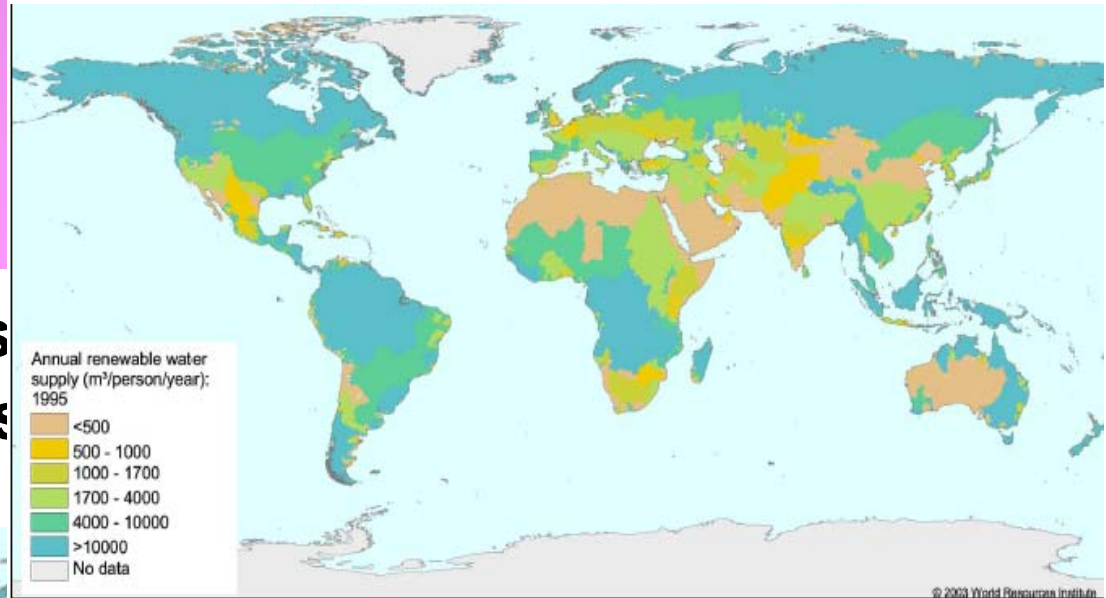 Annual renewable water
supply (m³/person/year):
1995
<500
500 - 1000
1000 - 1700
1700 - 4000
4000 - 10000
>10000
No data
© 2003 World Resources Institute